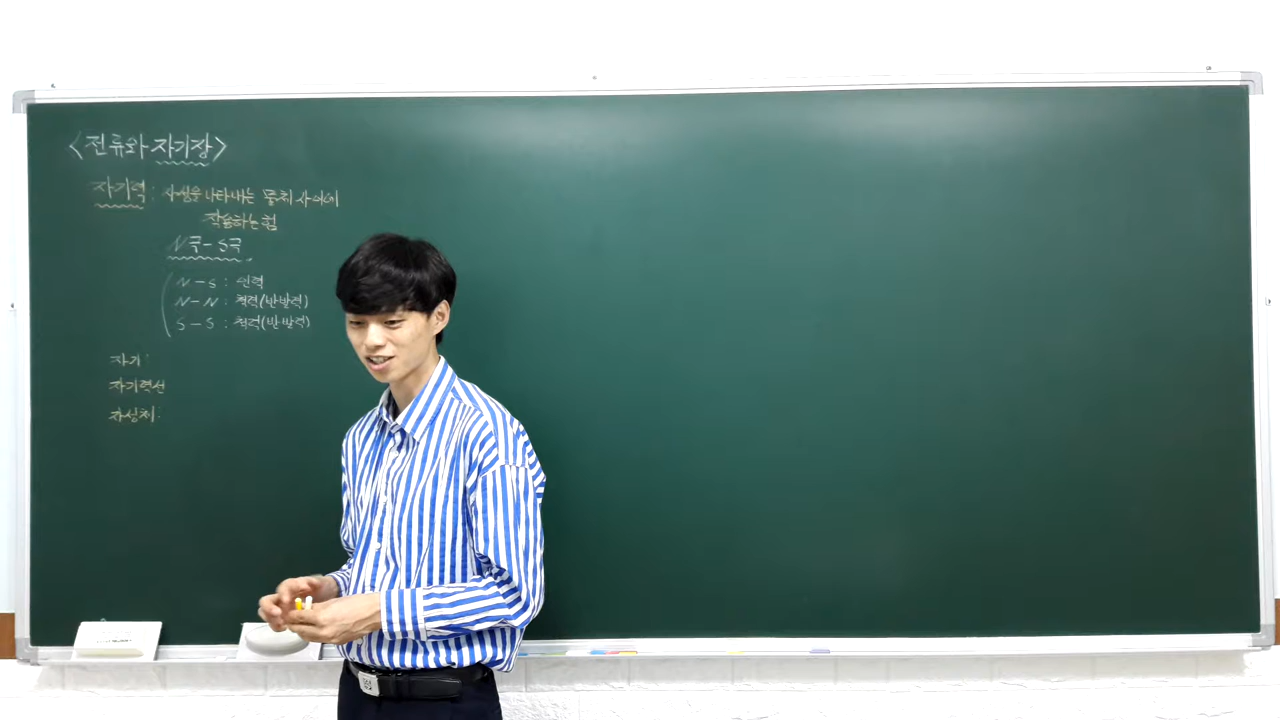 <전류와 자기장>
자기력 : 자성을 나타내는 물체 사이에
작용하는 힘
N극 - S극
N - S : 인력
N - N : 척력(반발력)
S - S : 척력(반발력)
자기 :
자기력선
자성체 :